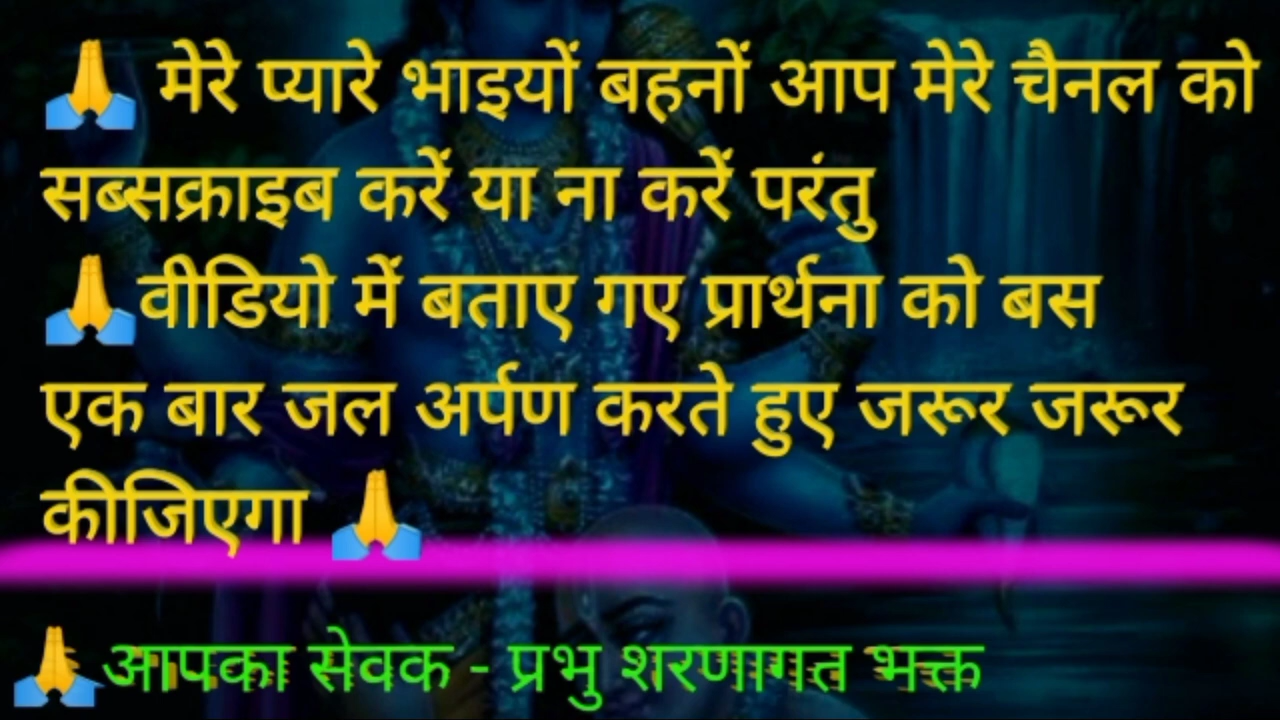 🙏 मेरे प्यारे भाइयों बहनों आप मेरे चैनल को
सब्सक्राइब करें या ना करें परंतु
🙏वीडियो में बताए गए प्रार्थना को बस
एक बार जल अर्पण करते हुए जरूर जरूर
कीजिएगा 🙏
🙏आपका सेवक - प्रभु शरणागत भक्त